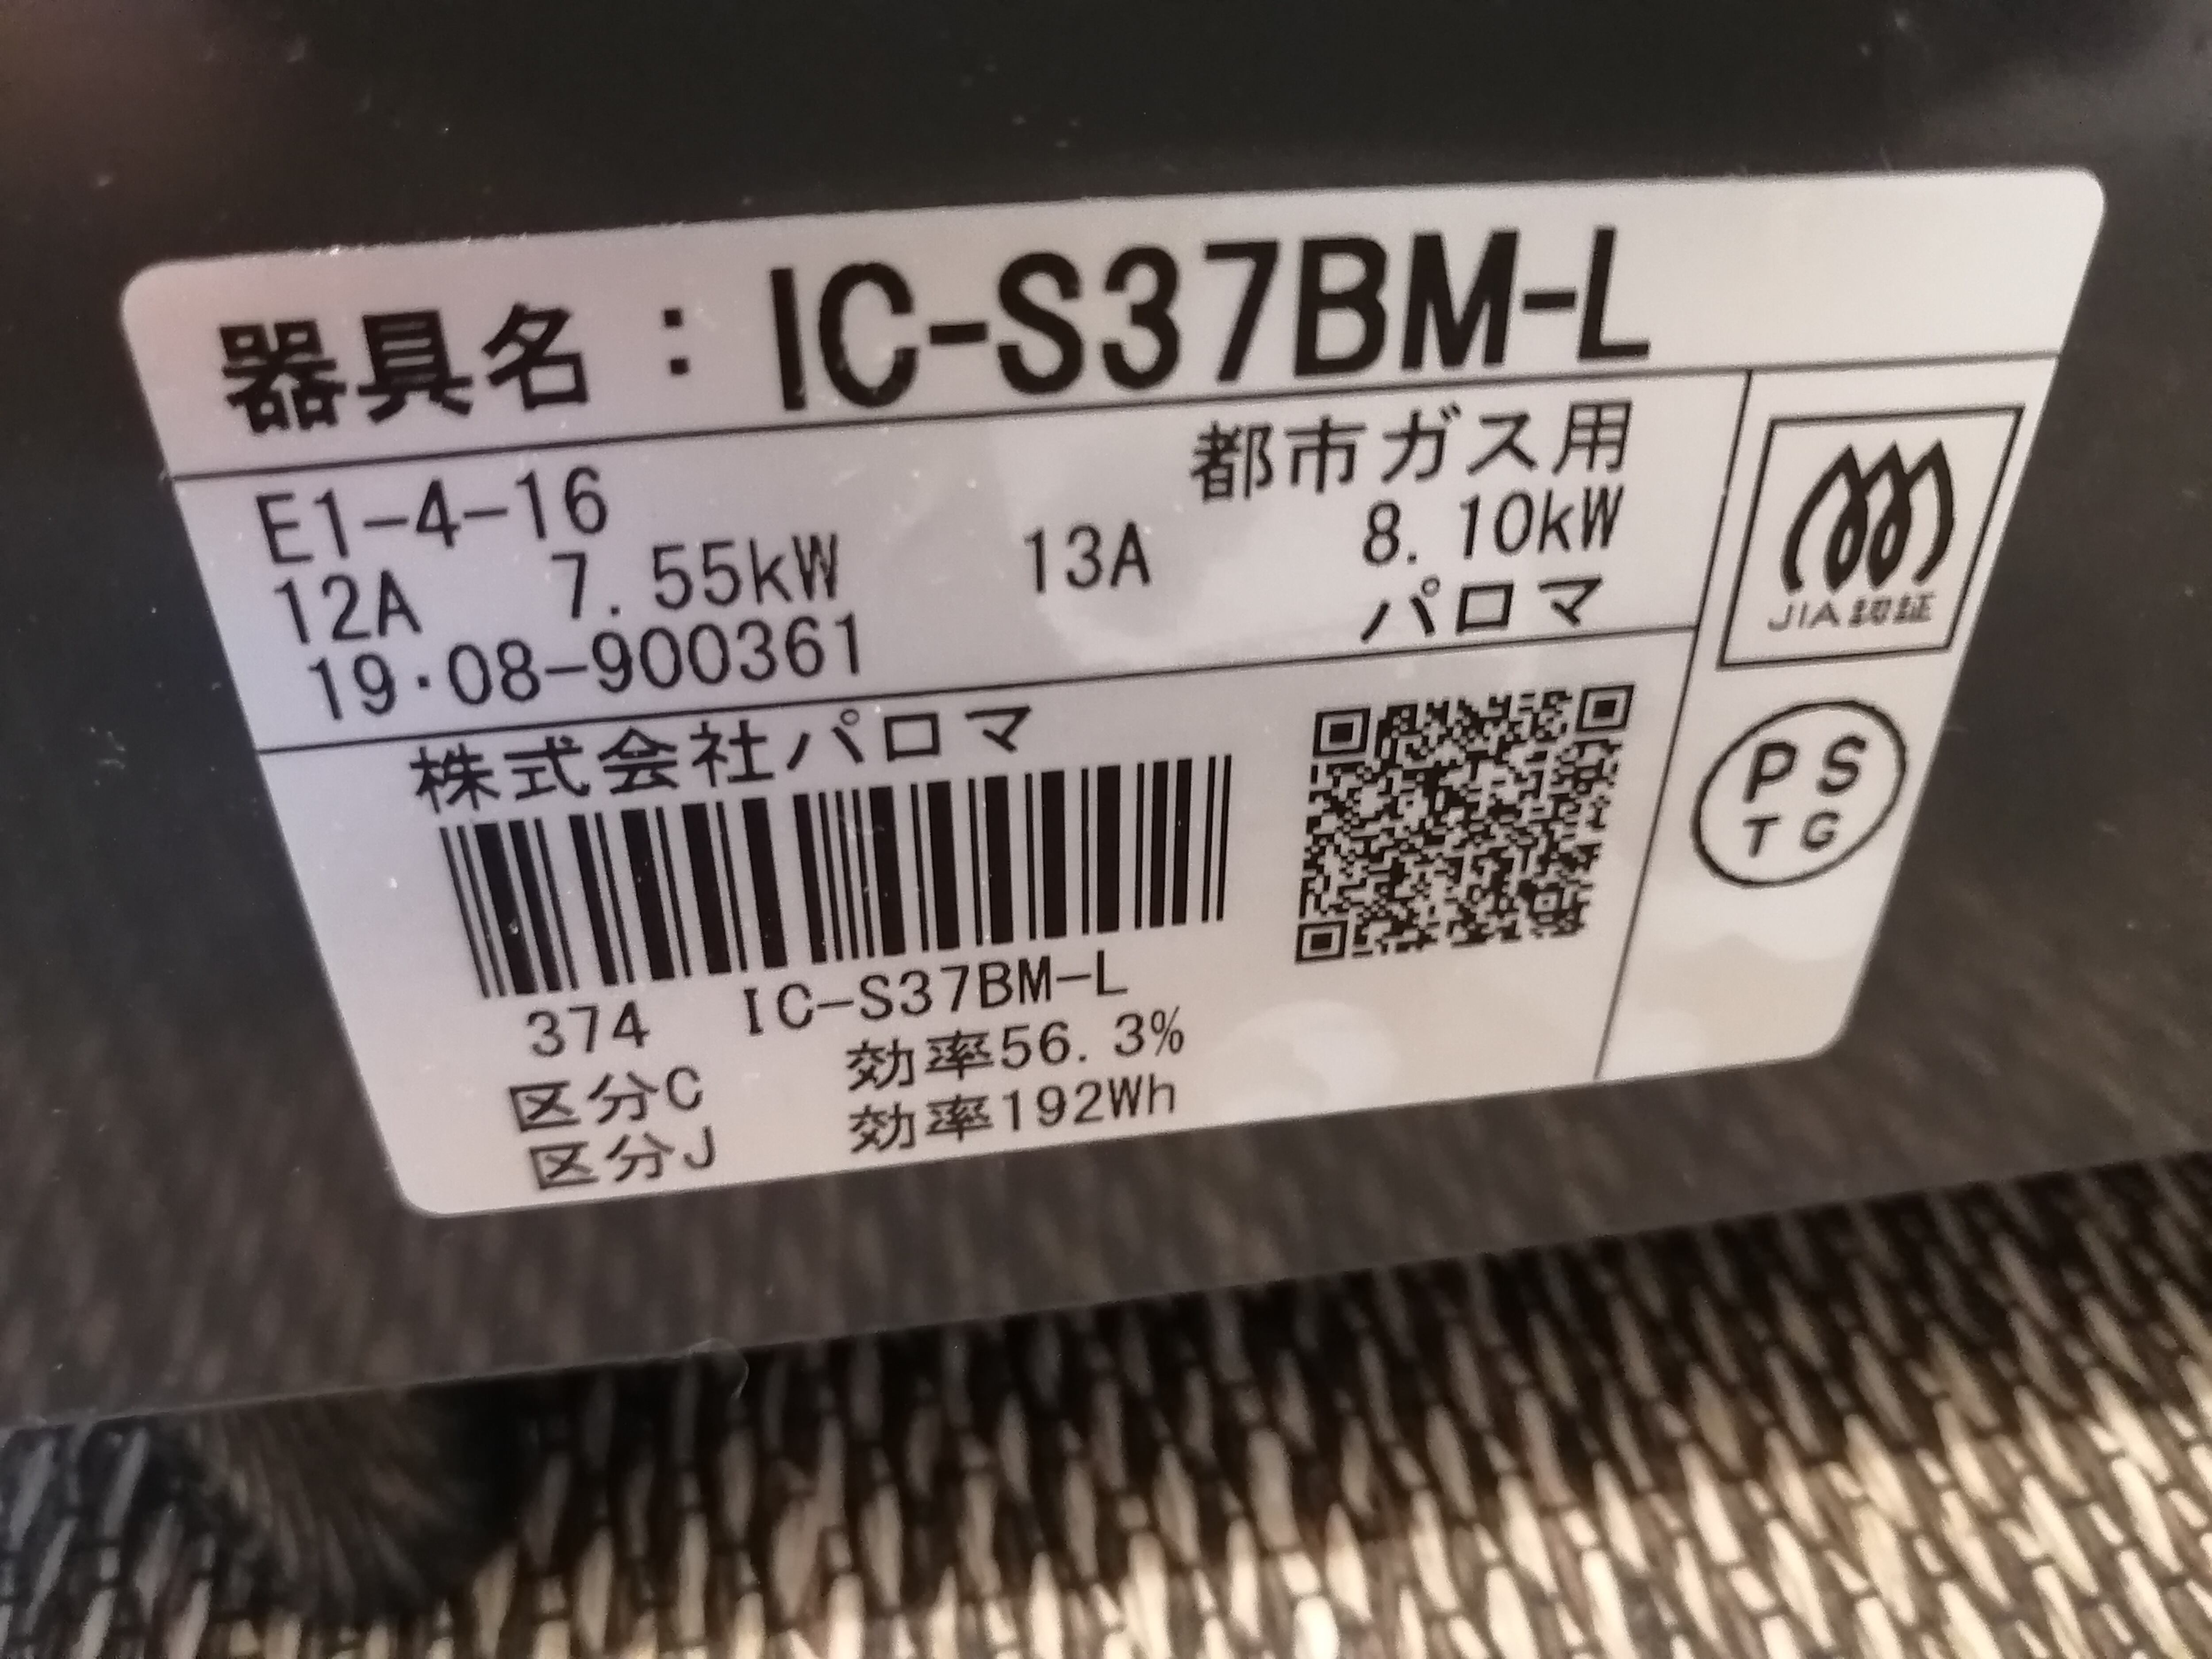 器具名：IC-S37BM-L
E1-4-16 都市ガス用
12A 7.55kW 13A 8.10kW
19・08-900361 パロマ
JIA認証
株式会社パロマ
PS
TG
374 IC-S37BM-L
区分C 効率56.3%
区分J 効率192Wh